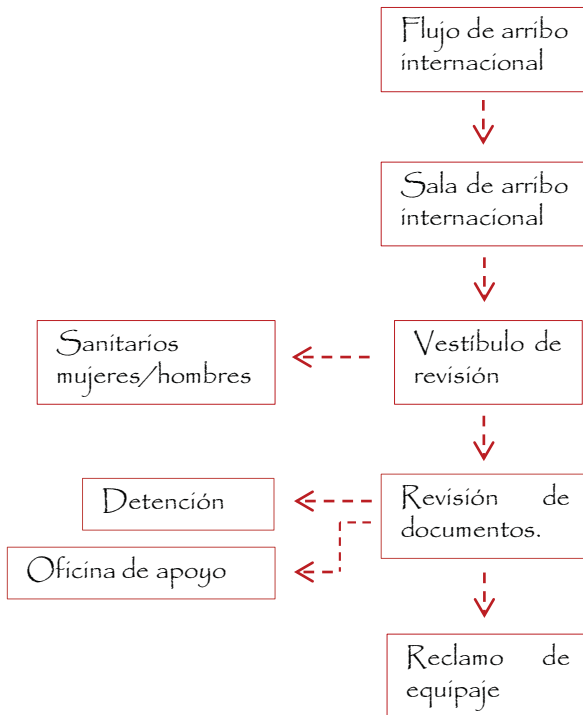 Flujo de arribo
internacional
Sala de arribo
internacional
Sanitarios
mujeres/hombres
Vestíbulo de
revisión
Detención
Revisión de
documentos.
Oficina de apoyo
Reclamo de
equipaje